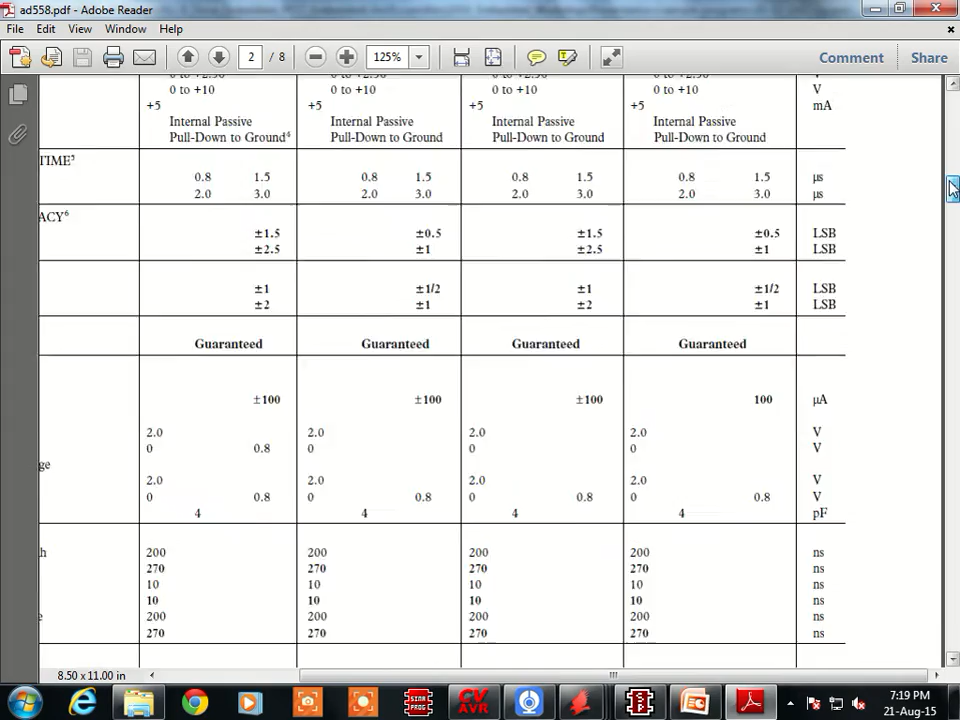 ad558.pdf - Adobe Reader
File Edit View Window Help
2 / 8 125% Comment Share
0 to +10 0 to +10 0 to +10 0 to +10 V
+5 +5 +5 +5 mA
Internal Passive Internal Passive Internal Passive Internal Passive
Pull-Down to Ground⁴ Pull-Down to Ground Pull-Down to Ground Pull-Down to Ground
TIME⁵
0.8 1.5 0.8 1.5 0.8 1.5 0.8 1.5 µs
2.0 3.0 2.0 3.0 2.0 3.0 2.0 3.0 µs
ACY⁶
±1.5 ±0.5 ±1.5 ±0.5 LSB
±2.5 ±1 ±2.5 ±1 LSB
±1 ±1/2 ±1 ±1/2 LSB
±2 ±1 ±2 ±1 LSB
Guaranteed Guaranteed Guaranteed Guaranteed
±100 ±100 ±100 100 µA
2.0 2.0 2.0 2.0 V
0 0.8 0 0 0 V
ge
2.0 2.0 2.0 2.0 V
0 0.8 0 0.8 0 0.8 0 0.8 V
4 4 4 4 pF
h 200 200 200 200 ns
270 270 270 270 ns
10 10 10 10 ns
10 10 10 10 ns
e 200 200 200 200 ns
270 270 270 270 ns
8.50 x 11.00 in
SINA PROG CV AVR
7:19 PM
21-Aug-15